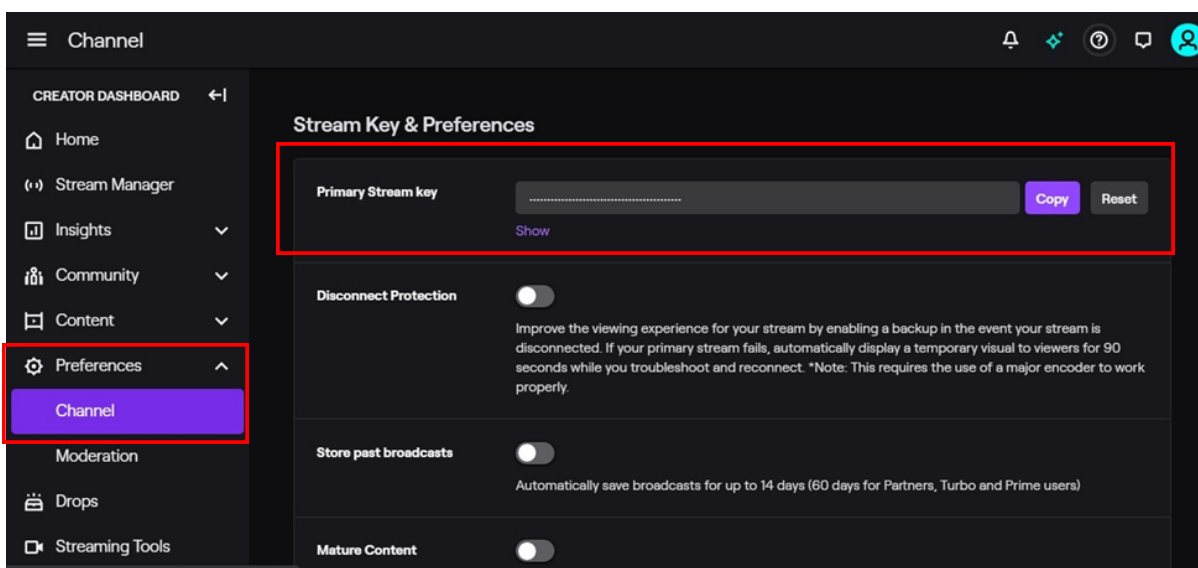 Channel
CREATOR DASHBOARD
Home
Stream Manager
Insights
Community
Content
Preferences
Channel
Moderation
Drops
Streaming Tools
Stream Key & Preferences
Primary Stream key
Copy
Reset
Show
Disconnect Protection
Improve the viewing experience for your stream by enabling a backup in the event your stream is
disconnected. If your primary stream fails, automatically display a temporary visual to viewers for 90
seconds while you troubleshoot and reconnect. *Note: This requires the use of a major encoder to work
properly.
Store past broadcasts
Automatically save broadcasts for up to 14 days (60 days for Partners, Turbo and Prime users)
Mature Content